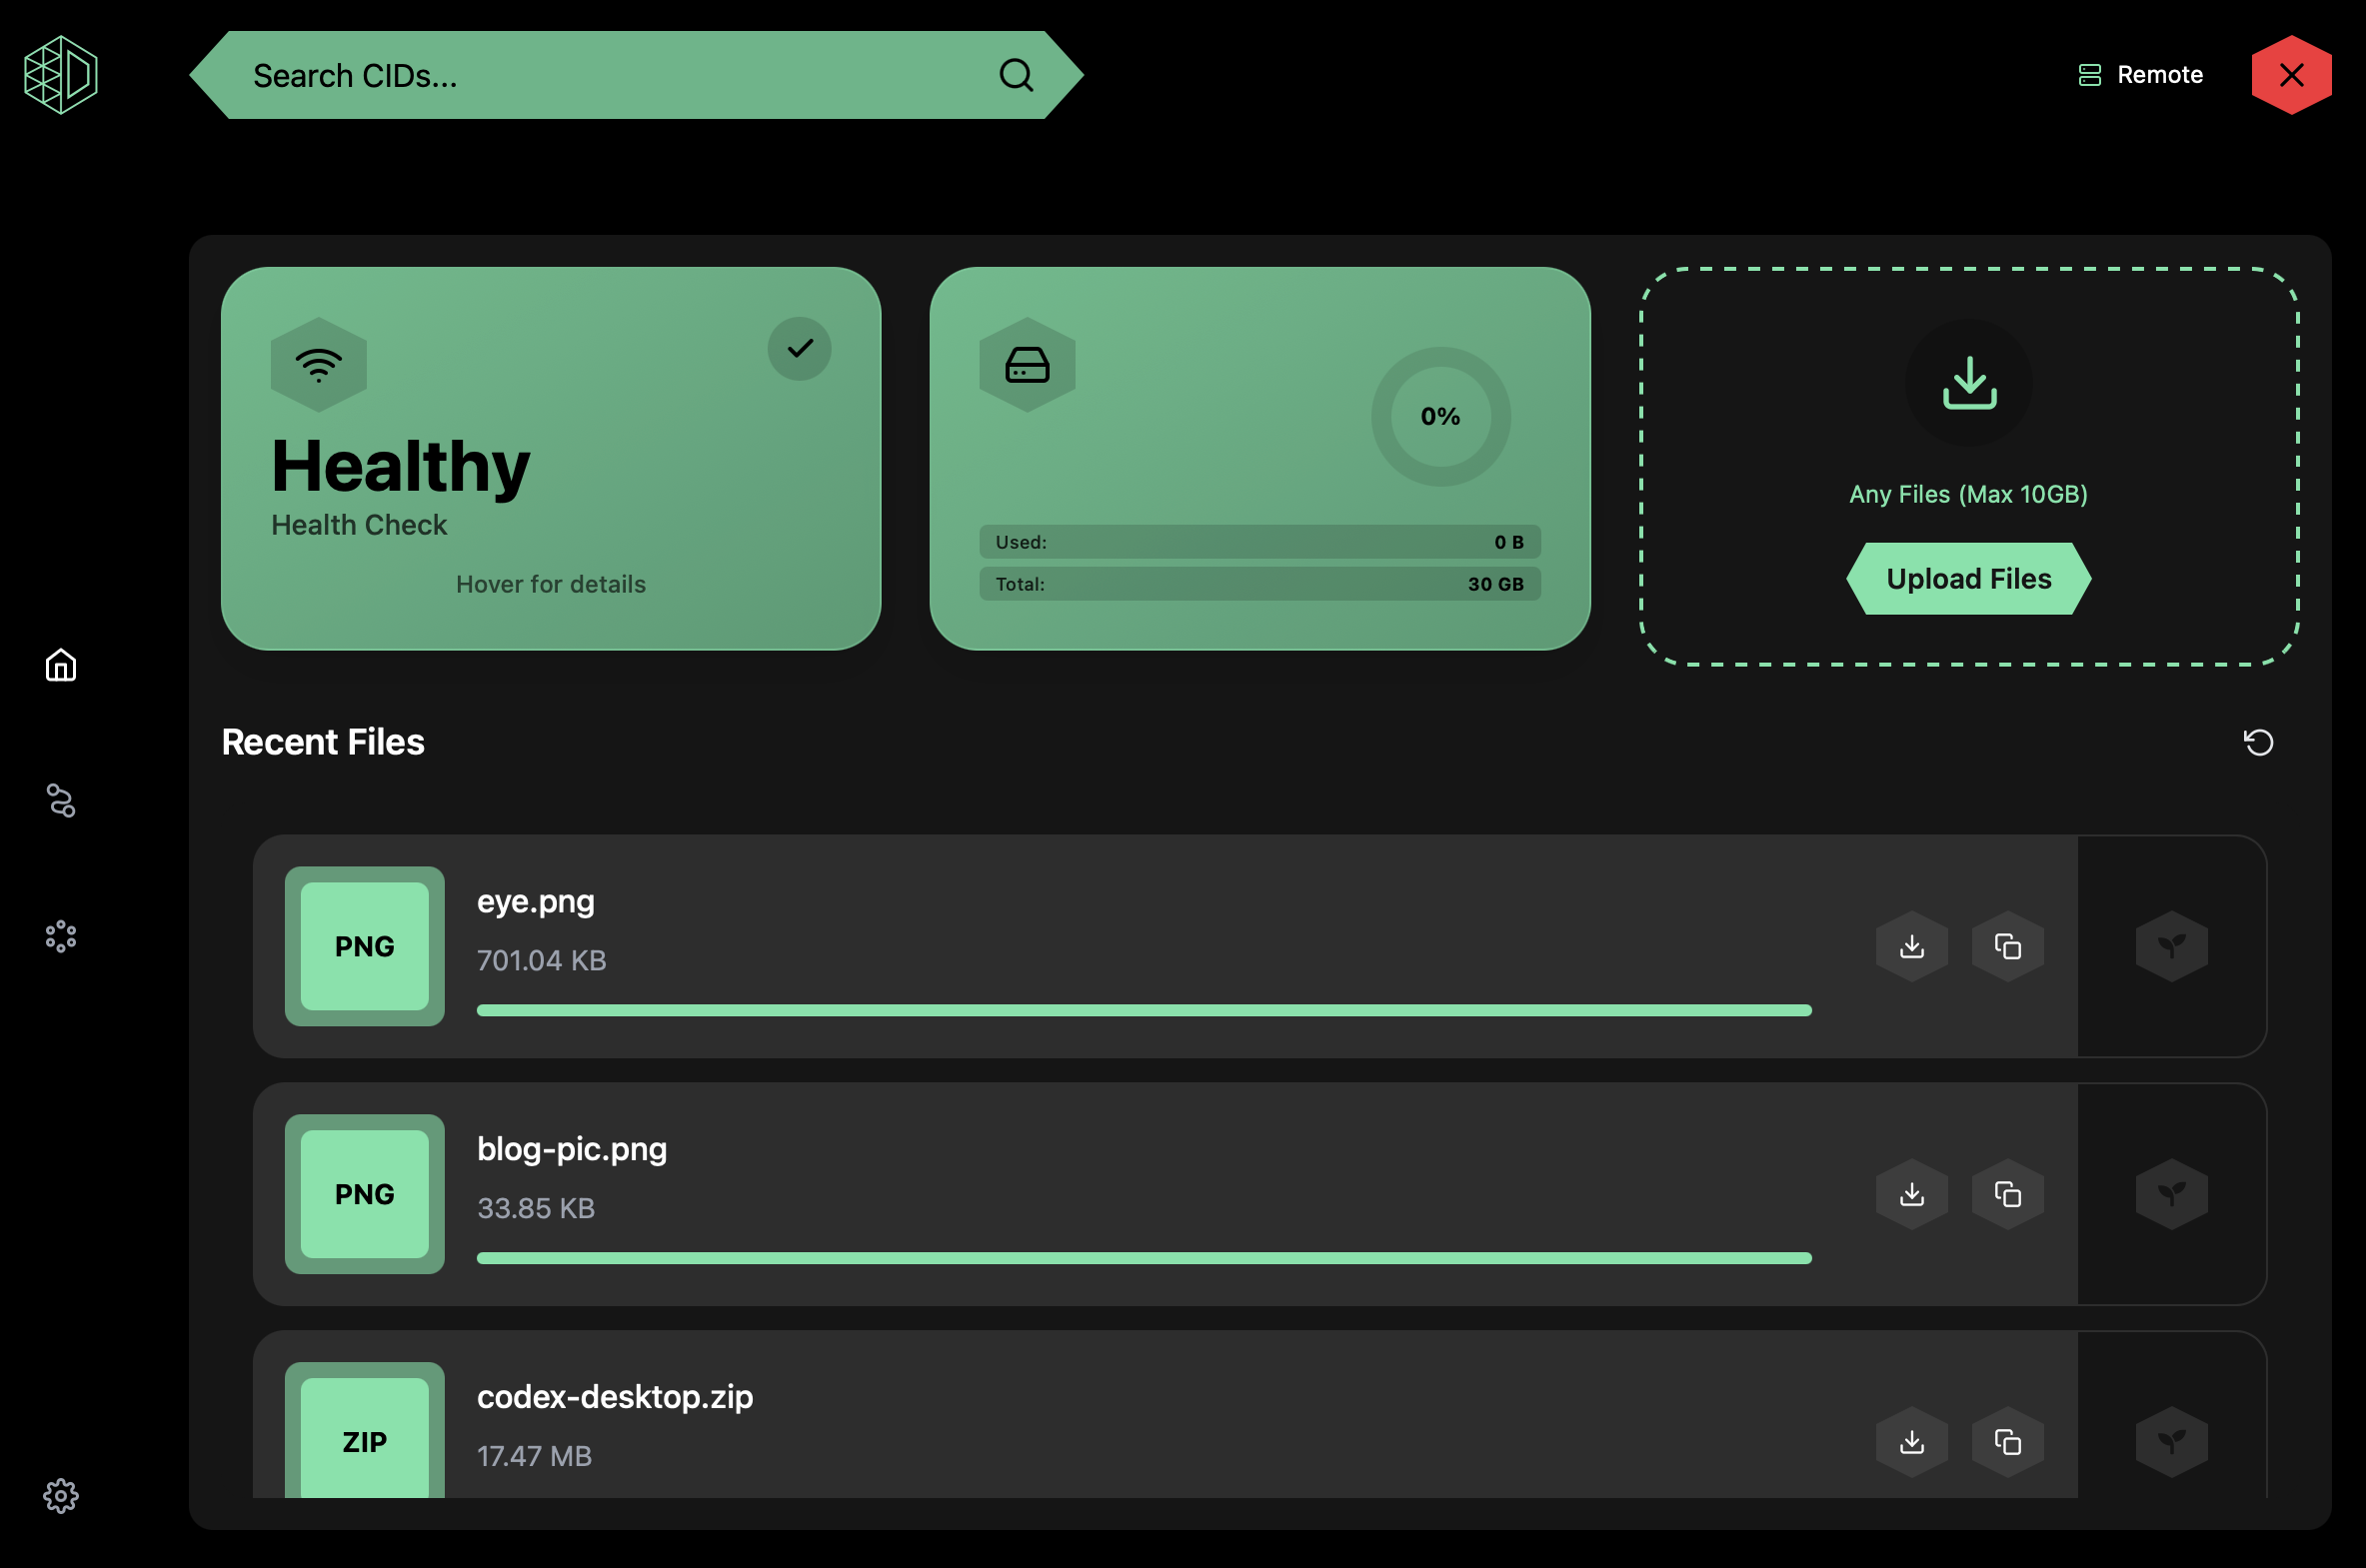 Search CIDs...
Remote
Healthy
Health Check
Hover for details
0%
Used: 0 B
Total: 30 GB
Any Files (Max 10GB)
Upload Files
Recent Files
PNG
eye.png
701.04 KB
PNG
blog-pic.png
33.85 KB
ZIP
codex-desktop.zip
17.47 MB